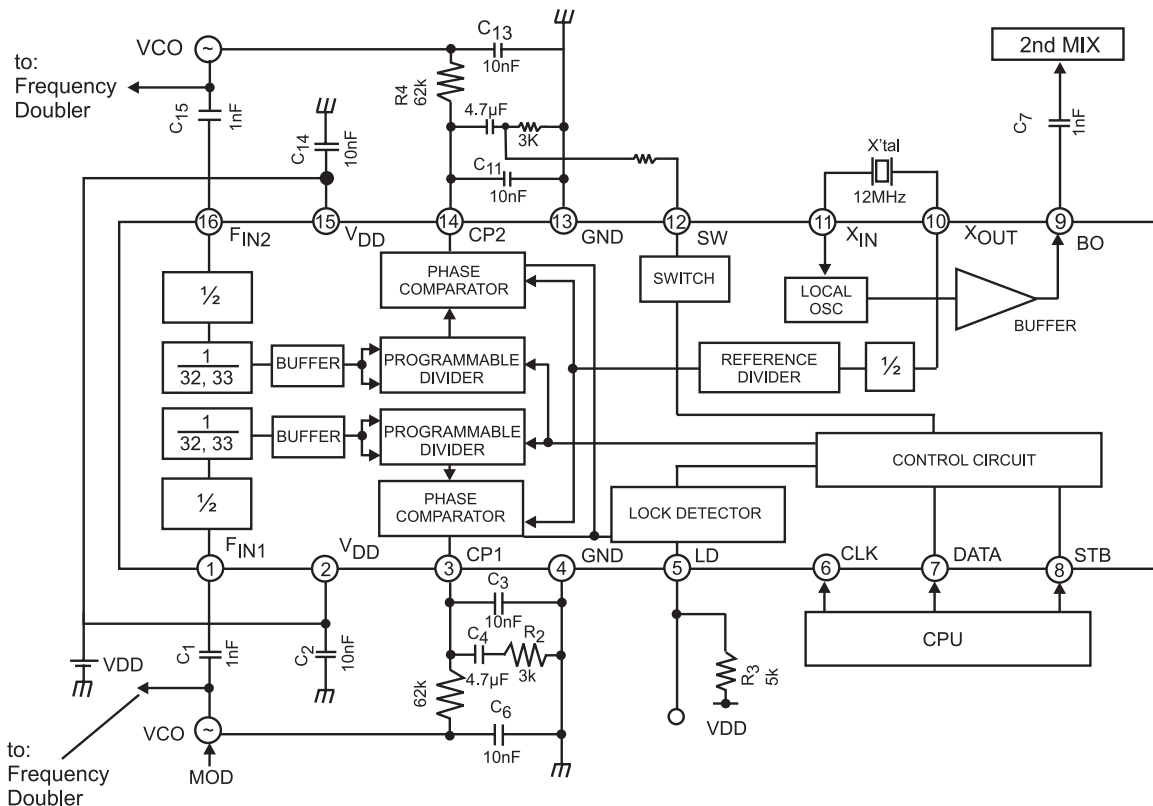 VCO
~
to:
Frequency
Doubler
C15
1nF
C14
10nF
R4
62k
C13
10nF
4.7µF
3K
C11
10nF
X'tal
12MHz
2nd MIX
C7
1nF
16
15
14
13
12
11
10
9
FIN2
VDD
CP2
GND
SW
XIN
XOUT
BO
½
PHASE
COMPARATOR
SWITCH
LOCAL
OSC
BUFFER
1
32, 33
BUFFER
PROGRAMMABLE
DIVIDER
REFERENCE
DIVIDER
½
1
32, 33
BUFFER
PROGRAMMABLE
DIVIDER
CONTROL CIRCUIT
½
PHASE
COMPARATOR
LOCK DETECTOR
FIN1
VDD
CP1
GND
LD
CLK
DATA
STB
1
2
3
4
5
6
7
8
CPU
C1
1nF
C2
10nF
C3
10nF
C4
4.7µF
R2
3k
62k
C6
10nF
R3
5k
VDD
VDD
VCO
~
MOD
to:
Frequency
Doubler